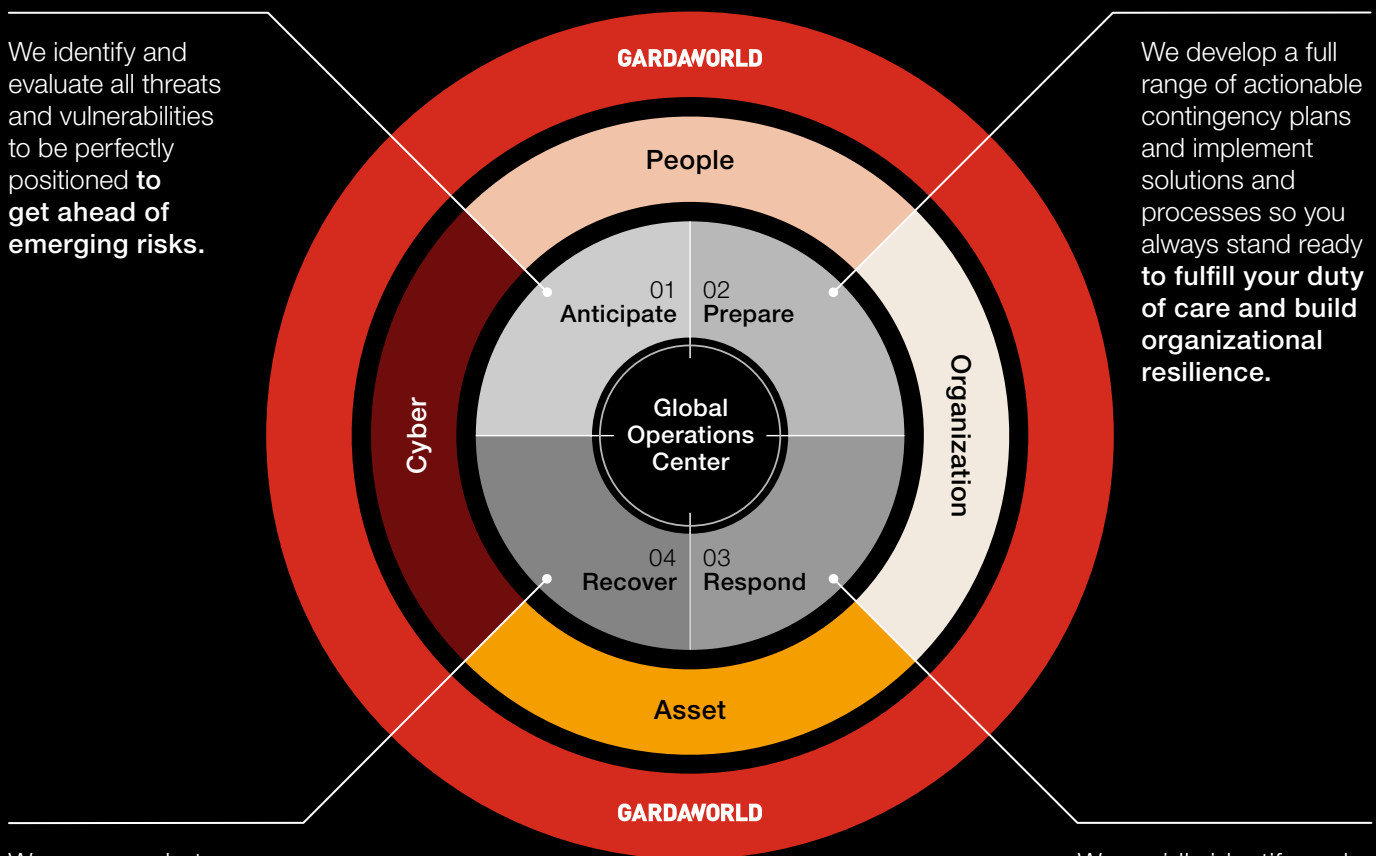 We identify and
evaluate all threats
and vulnerabilities
to be perfectly
positioned to
get ahead of
emerging risks.
GARDAWORLD
People
We develop a full
range of actionable
contingency plans
and implement
solutions and
processes so you
always stand ready
to fulfill your duty
of care and build
organizational
resilience.
01
Anticipate
02
Prepare
Cyber
Global
Operations
Center
Organization
04
Recover
03
Respond
Asset
GARDAWORLD